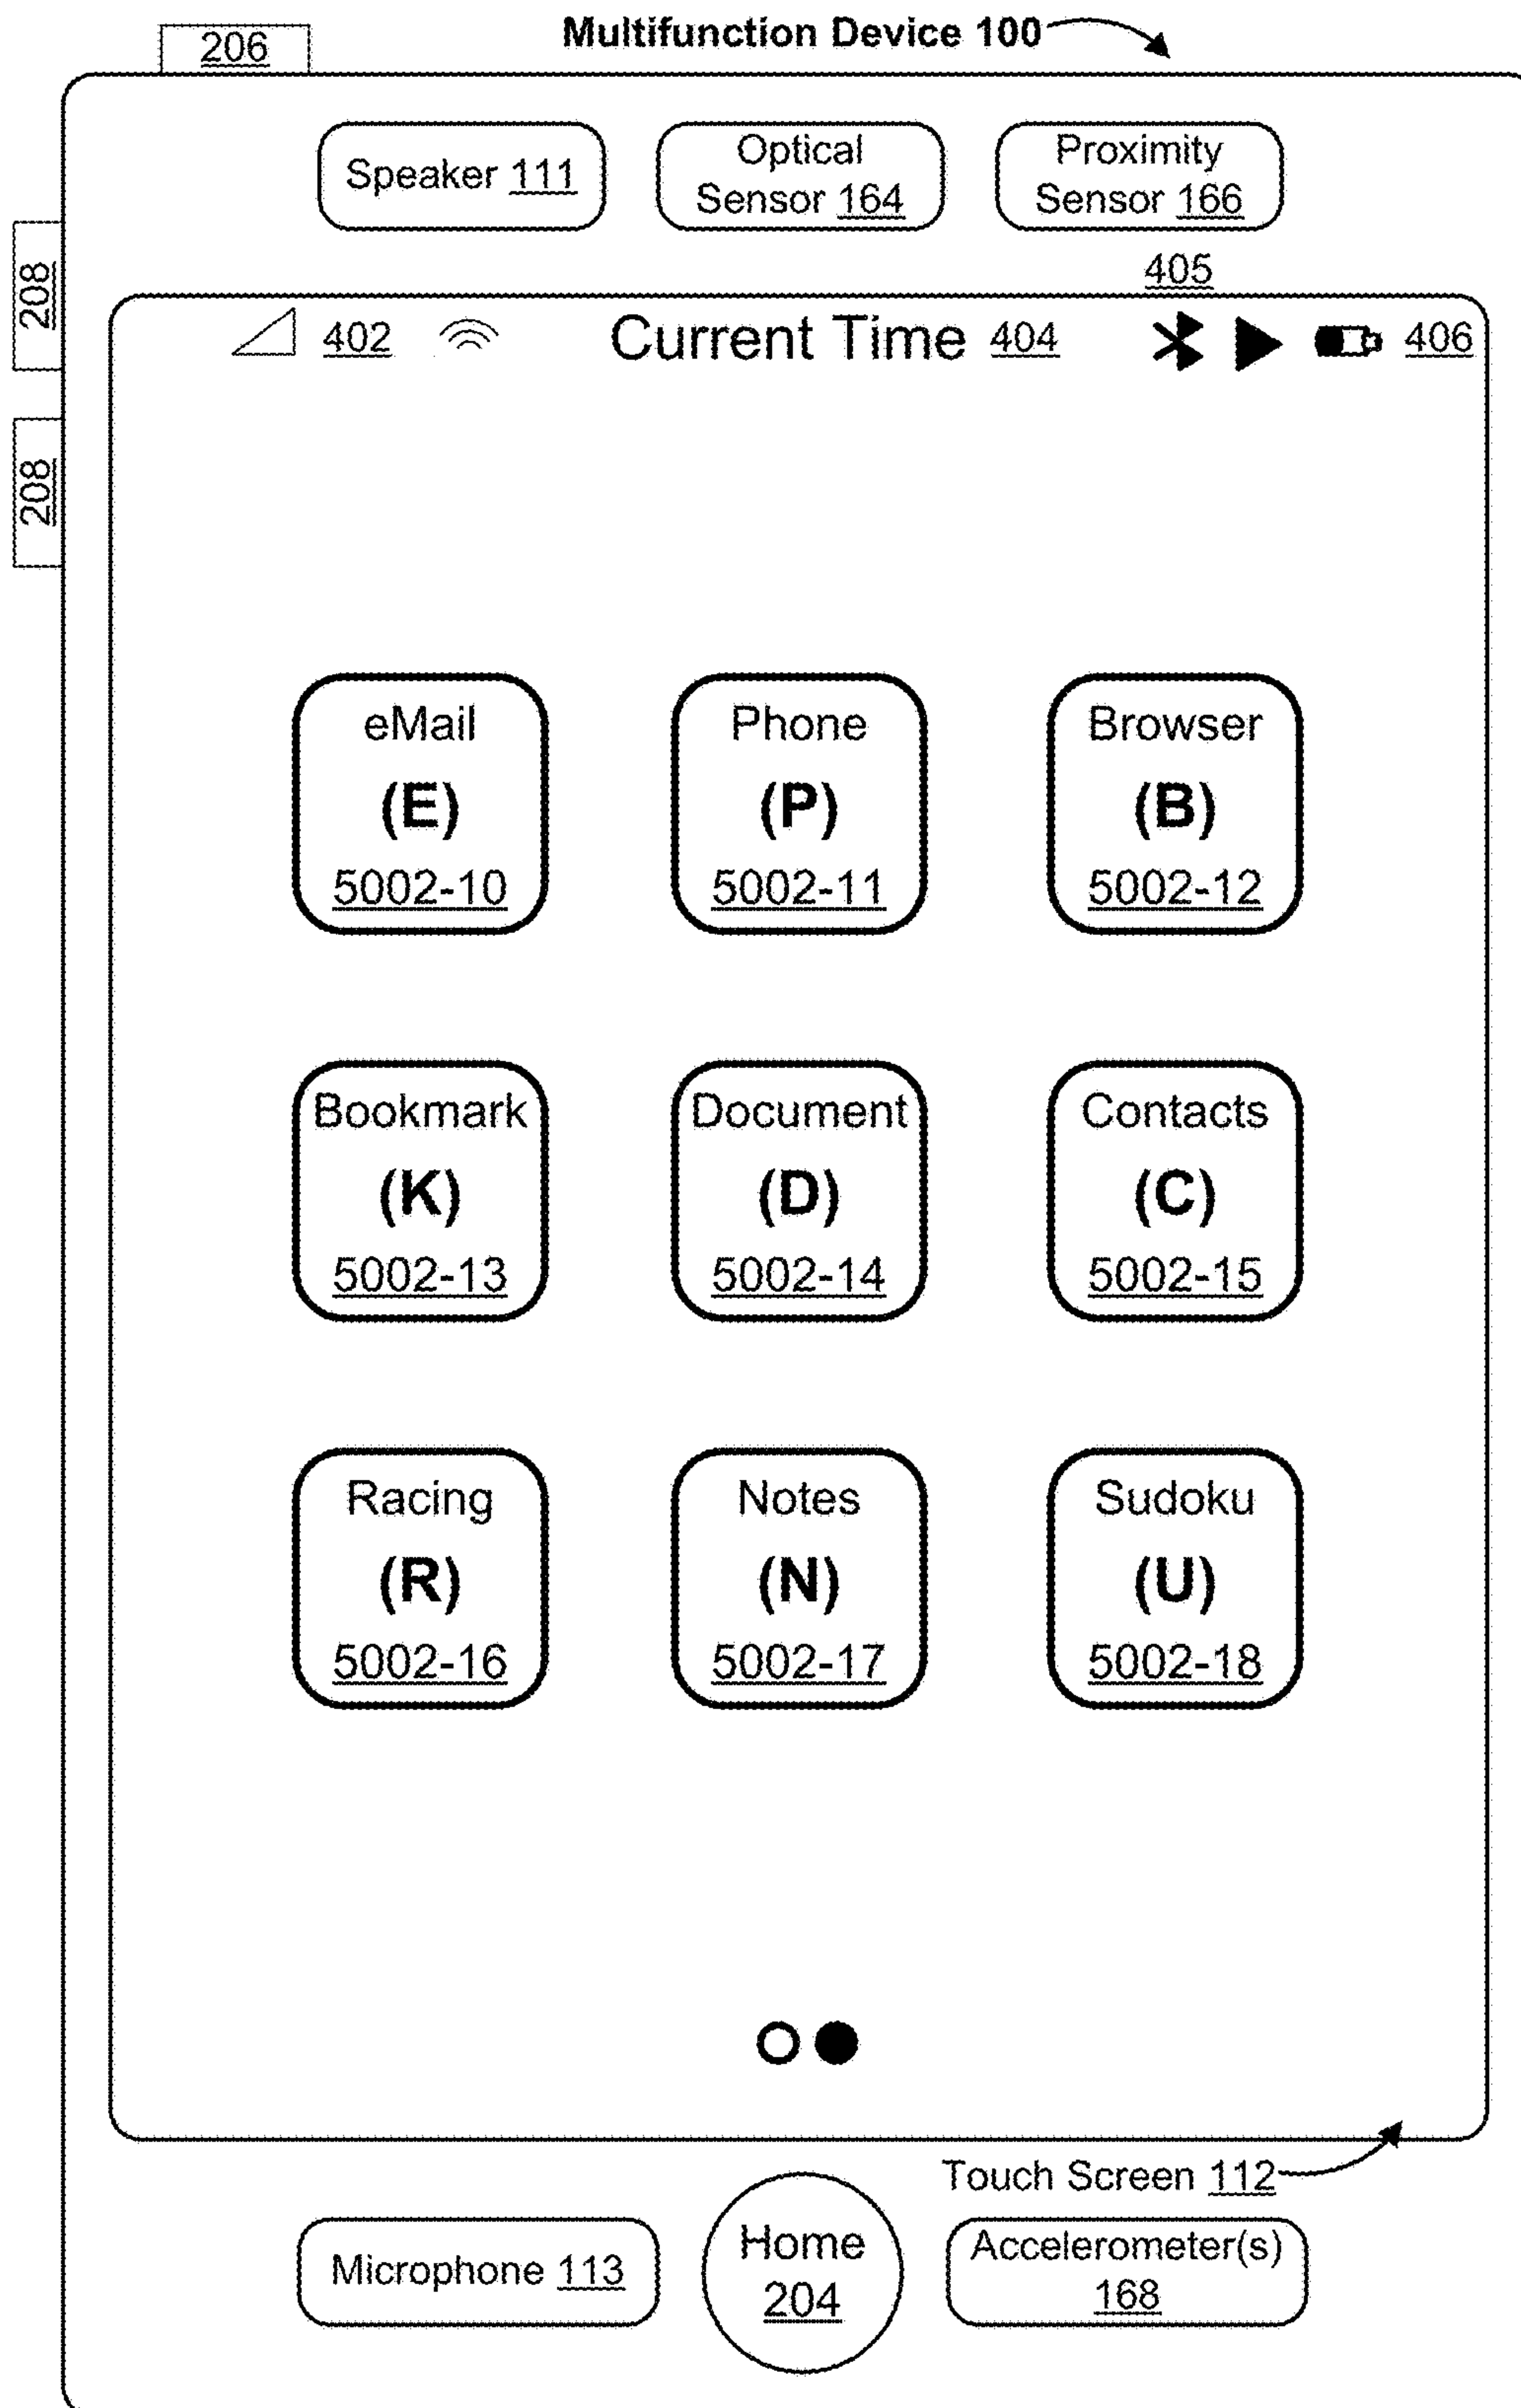 Multifunction Device 100
206
Speaker 111
Optical
Sensor 164
Proximity
Sensor 166
208
208
405
402
Current Time 404
406
eMail
(E)
5002-10
Phone
(P)
5002-11
Browser
(B)
5002-12
Bookmark
(K)
5002-13
Document
(D)
5002-14
Contacts
(C)
5002-15
Racing
(R)
5002-16
Notes
(N)
5002-17
Sudoku
(U)
5002-18
Touch Screen 112
Microphone 113
Home
204
Accelerometer(s)
168